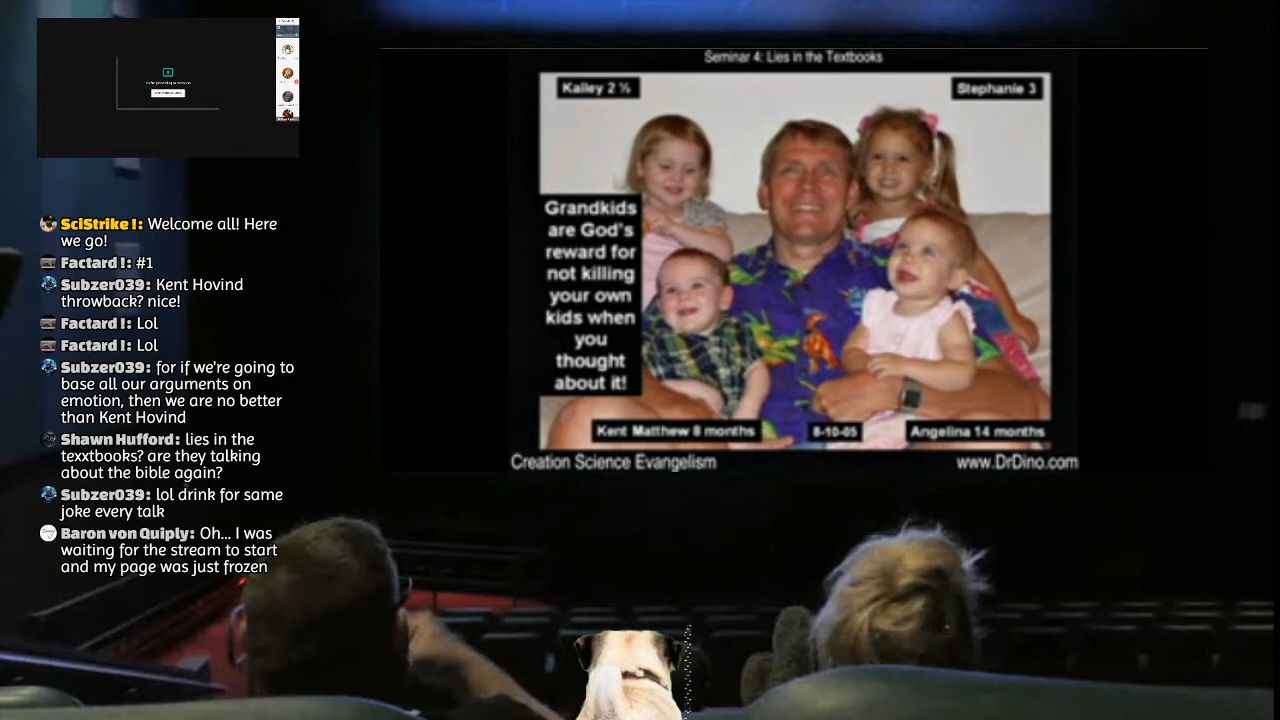 SciStrike !: Welcome all! Here
we go!
Factard !: #1
Subzer039: Kent Hovind
throwback? nice!
Factard !: Lol
Factard !: Lol
Subzer039: for if we're going to
base all our arguments on
emotion, then we are no better
than Kent Hovind
Shawn Hufford: lies in the
texxtbooks? are they talking
about the bible again?
Subzer039: lol drink for same
joke every talk
Baron von Quiply: Oh... I was
waiting for the stream to start
and my page was just frozen
Seminar 4: Lies in the Textbooks
Kailey 2 ½
Stephanie 3
Grandkids
are God's
reward for
not killing
your own
kids when
you
thought
about it!
Kent Matthew 8 months
8-10-05
Angelina 14 months
Creation Science Evangelism
www.DrDino.com